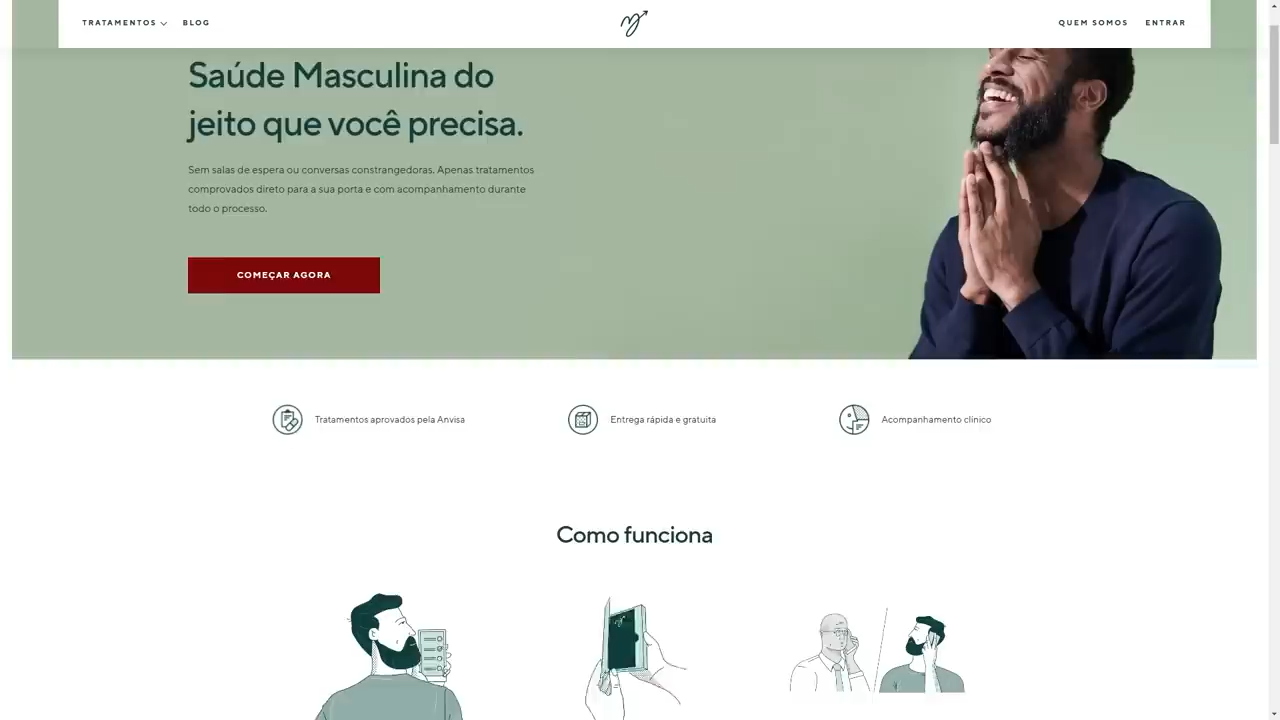 TRATAMENTOS BLOG QUEM SOMOS ENTRAR
Saúde Masculina do
jeito que você precisa.
Sem salas de espera ou conversas constrangedoras. Apenas tratamentos
comprovados direto para a sua porta e com acompanhamento durante
todo o processo.
COMEÇAR AGORA
Tratamentos aprovados pela Anvisa
Entrega rápida e gratuita
Acompanhamento clínico
Como funciona